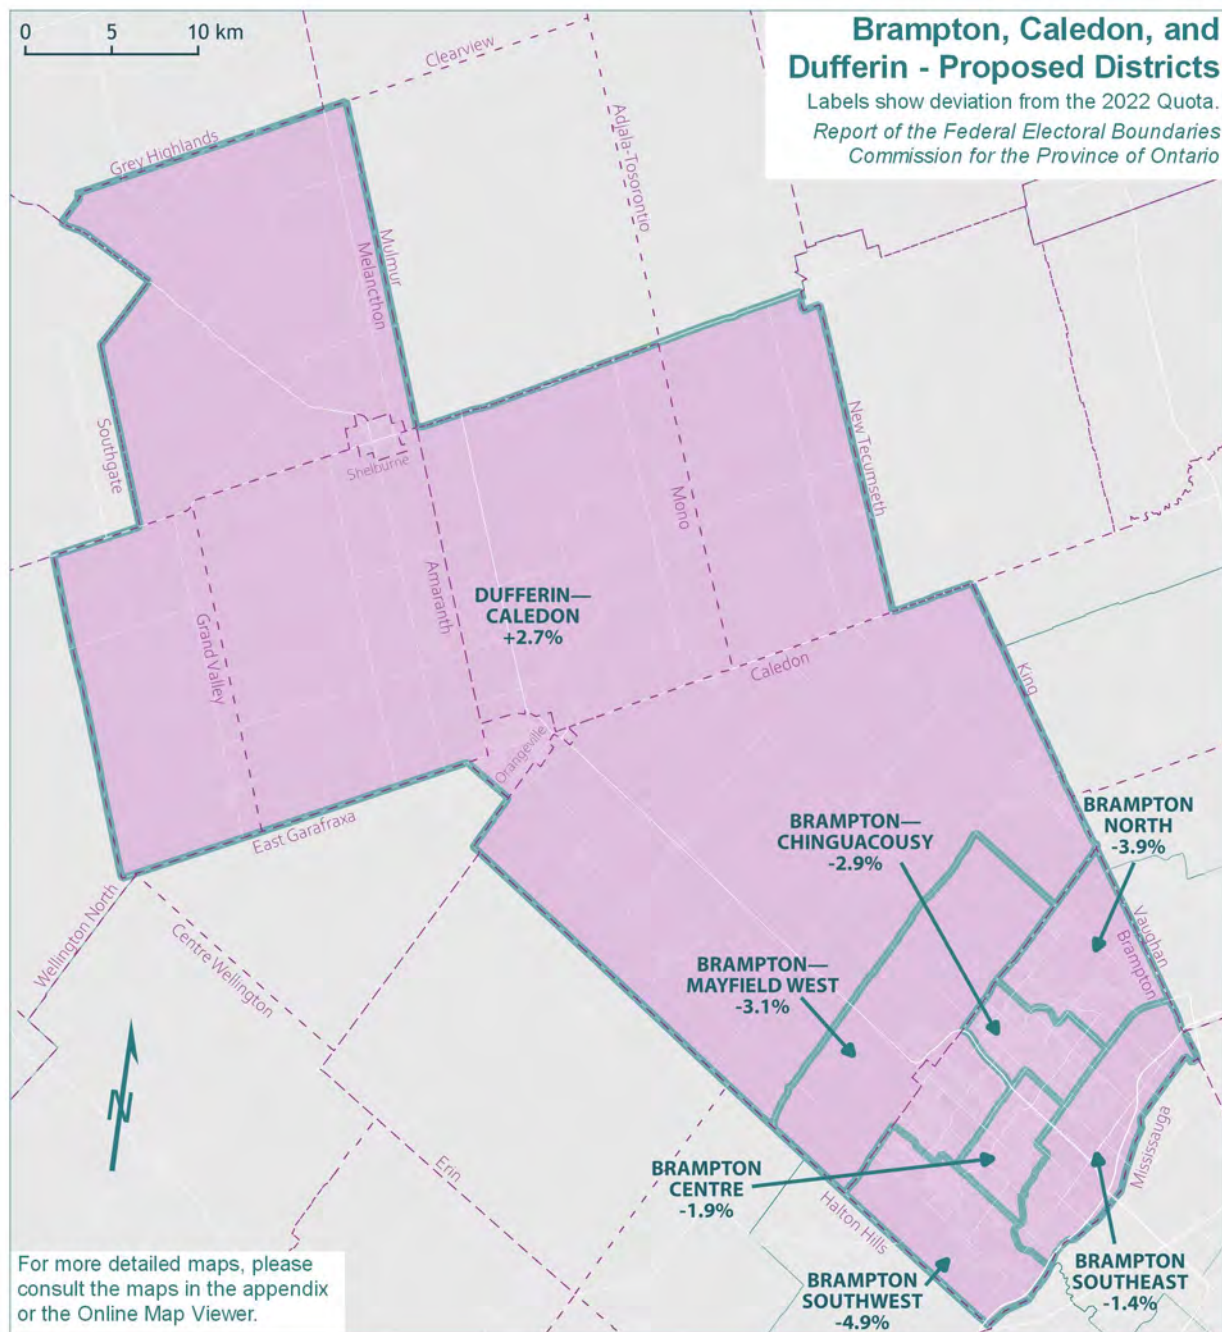 0 5 10 km
Brampton, Caledon, and
Dufferin - Proposed Districts
Labels show deviation from the 2022 Quota.
Report of the Federal Electoral Boundaries
Commission for the Province of Ontario
Clearview
Adjala-Tosorontio
Grey Highlands
Mulmur
Melancthon
Southgate
Shelburne
New Tecumseth
Mono
Amaranth
Grand Valley
DUFFERIN—
CALEDON
+2.7%
Caledon
King
Orangeville
East Garafraxa
Wellington North
Centre Wellington
BRAMPTON—
CHINGUACOUSY
-2.9%
BRAMPTON
NORTH
-3.9%
Vaughan
Brampton
BRAMPTON—
MAYFIELD WEST
-3.1%
N
Erin
Mississauga
BRAMPTON
CENTRE
-1.9%
Halton Hills
BRAMPTON
SOUTHWEST
-4.9%
BRAMPTON
SOUTHEAST
-1.4%
For more detailed maps, please
consult the maps in the appendix
or the Online Map Viewer.